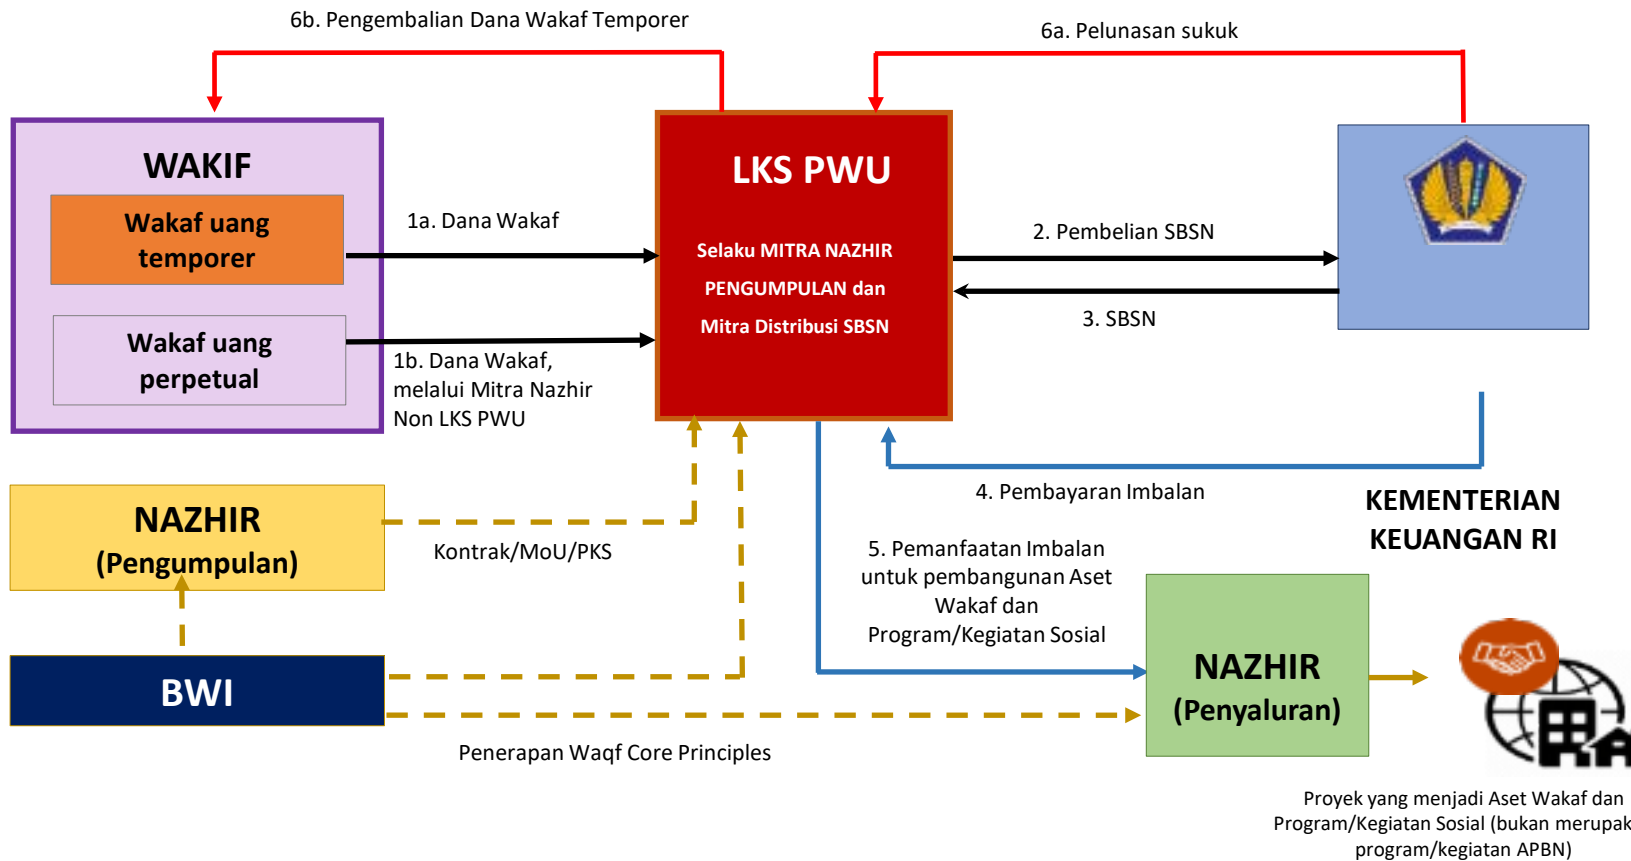 6b. Pengembalian Dana Wakaf Temporer
6a. Pelunasan sukuk
WAKIF
Wakaf uang
temporer
Wakaf uang
perpetual
1a. Dana Wakaf
1b. Dana Wakaf,
melalui Mitra Nazhir
Non LKS PWU
LKS PWU
Selaku MITRA NAZHIR
PENGUMPULAN dan
Mitra Distribusi SBSN
2. Pembelian SBSN
3. SBSN
4. Pembayaran Imbalan
KEMENTERIAN
KEUANGAN RI
NAZHIR
(Pengumpulan)
Kontrak/MoU/PKS
5. Pemanfaatan Imbalan
untuk pembangunan Aset
Wakaf dan
Program/Kegiatan Sosial
BWI
Penerapan Waqf Core Principles
NAZHIR
(Penyaluran)
Proyek yang menjadi Aset Wakaf dan
Program/Kegiatan Sosial (bukan merupak
program/kegiatan APBN)